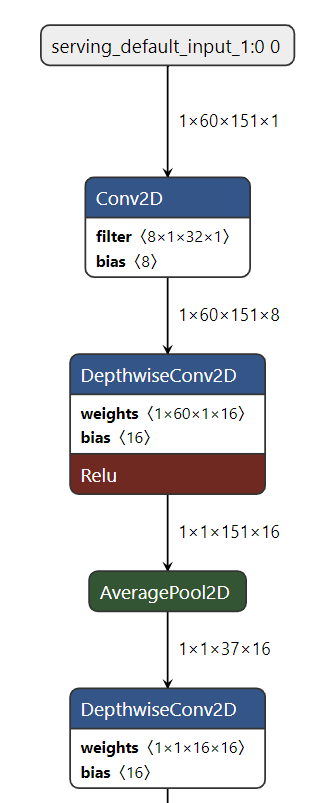 serving_default_input_1:0 0
1×60×151×1
Conv2D
filter 〈8×1×32×1〉
bias 〈8〉
1×60×151×8
DepthwiseConv2D
weights 〈1×60×1×16〉
bias 〈16〉
Relu
1×1×151×16
AveragePool2D
1×1×37×16
DepthwiseConv2D
weights 〈1×1×16×16〉
bias 〈16〉